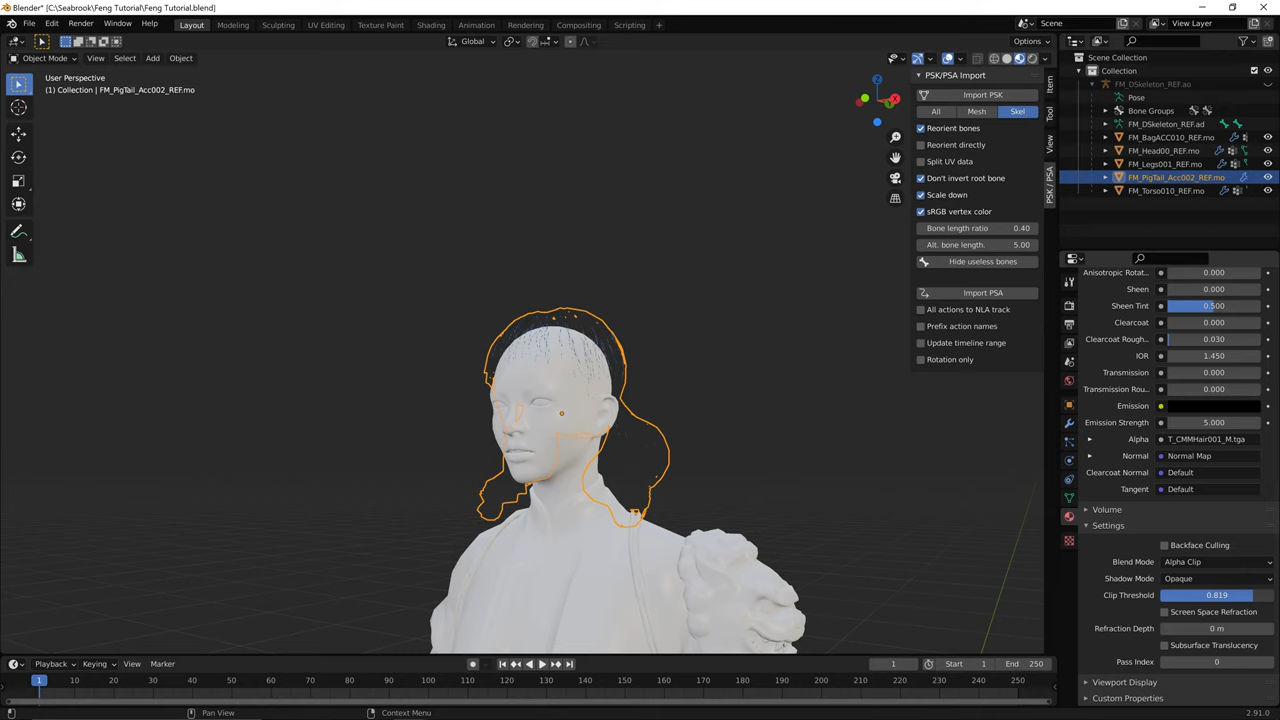 Blender* [C:\Seabrook\Feng Tutorial\Feng Tutorial.blend]
File Edit Render Window Help Layout Modeling Sculpting UV Editing Texture Paint Shading Animation Rendering Compositing Scripting Scene View Layer
Global Options
Object Mode View Select Add Object
User Perspective
(1) Collection | FM_PigTail_Acc002_REF.mo
PSK/PSA Import
Import PSK
All Mesh Skel
Reorient bones
Reorient directly
Split UV data
Don't invert root bone
Scale down
sRGB vertex color
Bone length ratio 0.40
Alt. bone length. 5.00
Hide useless bones
Import PSA
All actions to NLA track
Prefix action names
Update timeline range
Rotation only
Item
Tool
View
PSK / PSA
Z
X
Scene Collection
Collection
FM_DSkeleton_REF.ao
Pose
Bone Groups
FM_DSkeleton_REF.ad
FM_BagACC010_REF.mo
FM_Head00_REF.mo
FM_Legs001_REF.mo
FM_PigTail_Acc002_REF.mo
FM_Torso010_REF.mo
Anisotropic Rotat... 0.000
Sheen 0.000
Sheen Tint 0.500
Clearcoat 0.000
Clearcoat Rough... 0.030
IOR 1.450
Transmission 0.000
Transmission Rou... 0.000
Emission
Emission Strength 5.000
Alpha T_CMMHair001_M.tga
Normal Normal Map
Clearcoat Normal Default
Tangent Default
Volume
Settings
Backface Culling
Blend Mode Alpha Clip
Shadow Mode Opaque
Clip Threshold 0.819
Screen Space Refraction
Refraction Depth 0 m
Subsurface Translucency
Pass Index 0
Viewport Display
Custom Properties
Playback Keying View Marker 1 Start 1 End 250
1 10 20 30 40 50 60 70 80 90 100 110 120 130 140 150 160 170 180 190 200 210 220 230 240 250
Pan View Context Menu 2.91.0